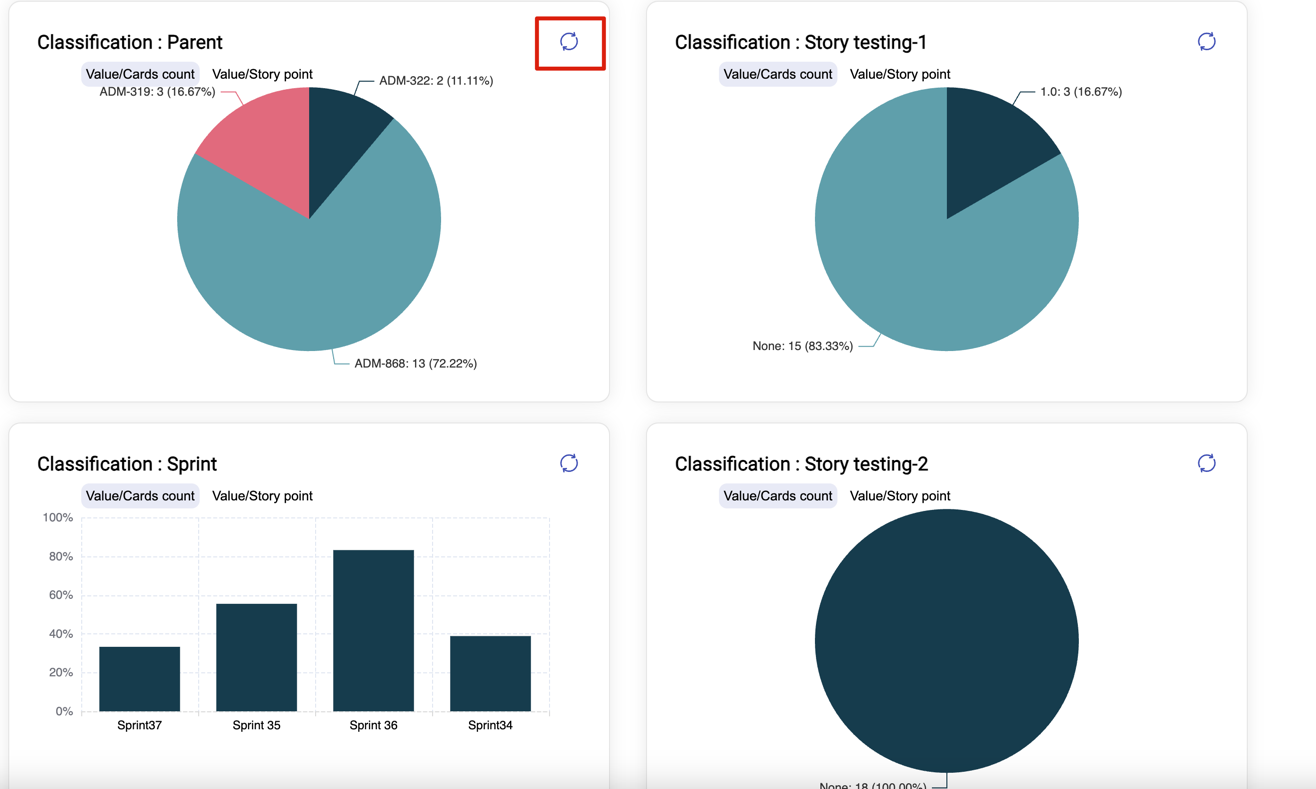 Classification : Parent
Value/Cards count
Value/Story point
ADM-322: 2 (11.11%)
ADM-319: 3 (16.67%)
ADM-868: 13 (72.22%)
Classification : Story testing-1
Value/Cards count
Value/Story point
1.0: 3 (16.67%)
None: 15 (83.33%)
Classification : Sprint
Value/Cards count
Value/Story point
100%
80%
60%
40%
20%
0%
Sprint37
Sprint 35
Sprint 36
Sprint34
Classification : Story testing-2
Value/Cards count
Value/Story point
None: 18 (100.00%)